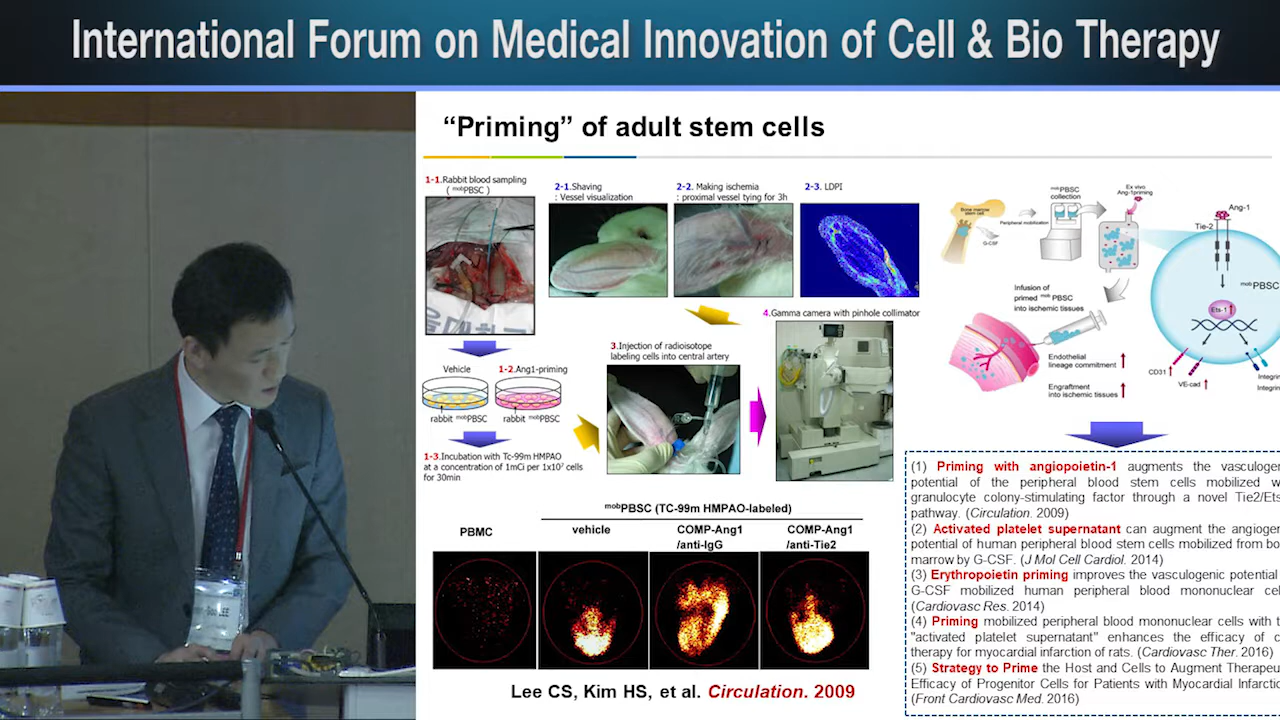 International Forum on Medical Innovation of Cell & Bio Therapy
“Priming” of adult stem cells
1-1.Rabbit blood sampling
( mobPBSC )
2-1.Shaving
: Vessel visualization
2-2. Making ischemia
: proximal vessel tying for 3h
2-3. LDPI
Vehicle
1-2.Ang1-priming
rabbit mobPBSC
rabbit mobPBSC
1-3.Incubation with Tc-99m HMPAO
at a concentration of 1mCi per 1x10⁷ cells
for 30min
3.Injection of radioisotope
labeling cells into central artery
4.Gamma camera with pinhole collimator
Bone marrow
stem cell
G-CSF
Peripheral mobilization
mobPBSC
collection
Ex vivo
Ang-1priming
Ang-1
Tie-2
mobPBSC
Ets-1
CD31
VE-cad
Integrin
Integrin
Infusion of
primed mob PBSC
into ischemic tissues
Endothelial
lineage commitment
Engraftment
into ischemic tissues
mobPBSC (TC-99m HMPAO-labeled)
PBMC
vehicle
COMP-Ang1
/anti-IgG
COMP-Ang1
/anti-Tie2
Lee CS, Kim HS, et al. Circulation. 2009
(1) Priming with angiopoietin-1 augments the vasculogen
potential of the peripheral blood stem cells mobilized w
granulocyte colony-stimulating factor through a novel Tie2/Ets
pathway. (Circulation. 2009)
(2) Activated platelet supernatant can augment the angioge
potential of human peripheral blood stem cells mobilized from bo
marrow by G-CSF. (J Mol Cell Cardiol. 2014)
(3) Erythropoietin priming improves the vasculogenic potential
G-CSF mobilized human peripheral blood mononuclear cel
(Cardiovasc Res. 2014)
(4) Priming mobilized peripheral blood mononuclear cells with t
"activated platelet supernatant" enhances the efficacy of c
therapy for myocardial infarction of rats. (Cardiovasc Ther. 2016)
(5) Strategy to Prime the Host and Cells to Augment Therapeu
Efficacy of Progenitor Cells for Patients with Myocardial Infarctio
(Front Cardiovasc Med. 2016)
LEE